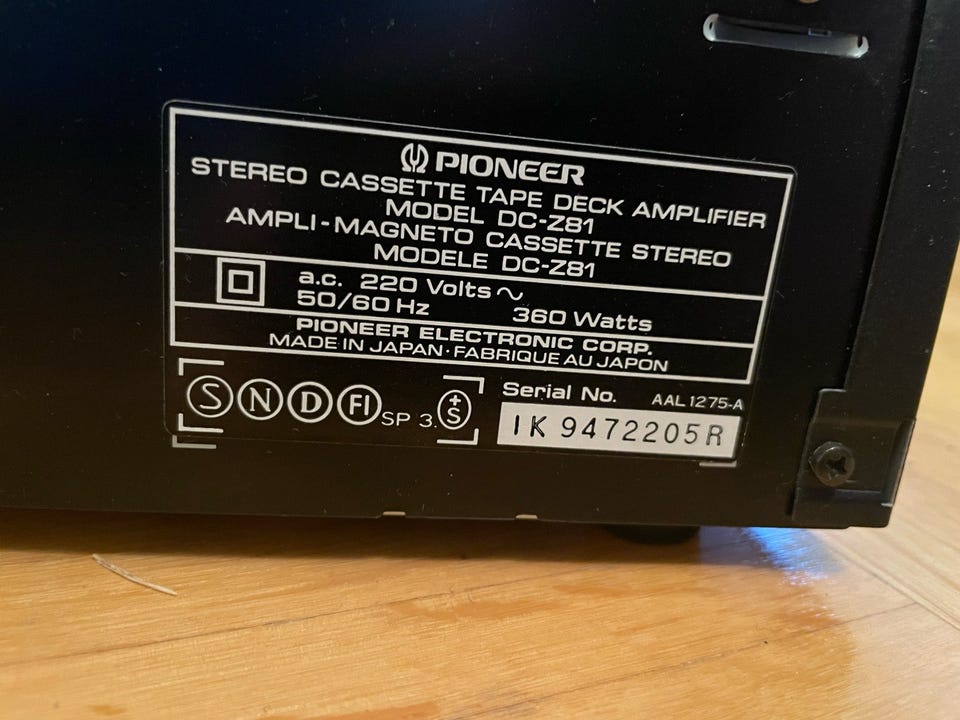 PIONEER
STEREO CASSETTE TAPE DECK AMPLIFIER
MODEL DC-Z81
AMPLI-MAGNETO CASSETTE STEREO
MODELE DC-Z81
a.c. 220 Volts ~
50/60 Hz 360 Watts
PIONEER ELECTRONIC CORP.
MADE IN JAPAN · FABRIQUE AU JAPON
S N D FI SP 3. +S
Serial No. AAL1275-A
IK 9472205R